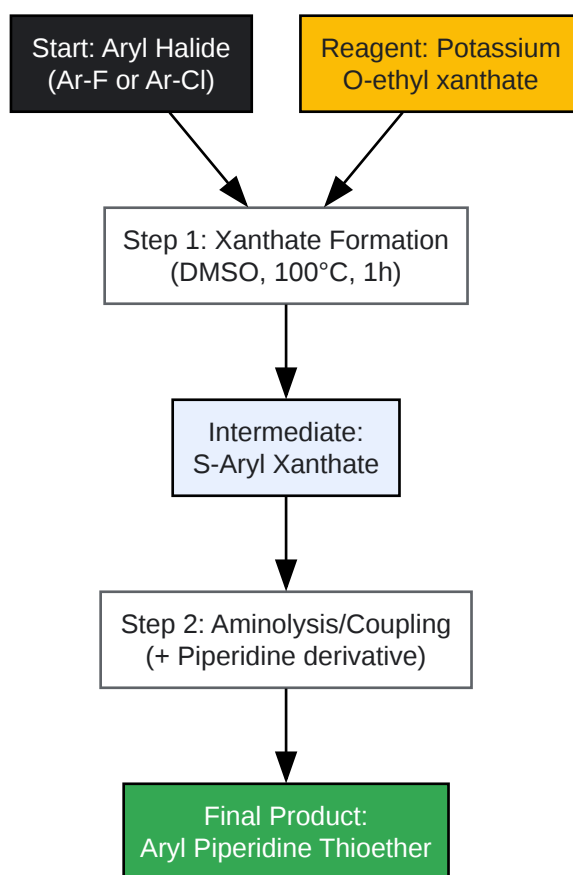 Start: Aryl Halide
(Ar-F or Ar-Cl)
Reagent: Potassium
O-ethyl xanthate
Step 1: Xanthate Formation
(DMSO, 100°C, 1h)
Intermediate:
S-Aryl Xanthate
Step 2: Aminolysis/Coupling
(+ Piperidine derivative)
Final Product:
Aryl Piperidine Thioether